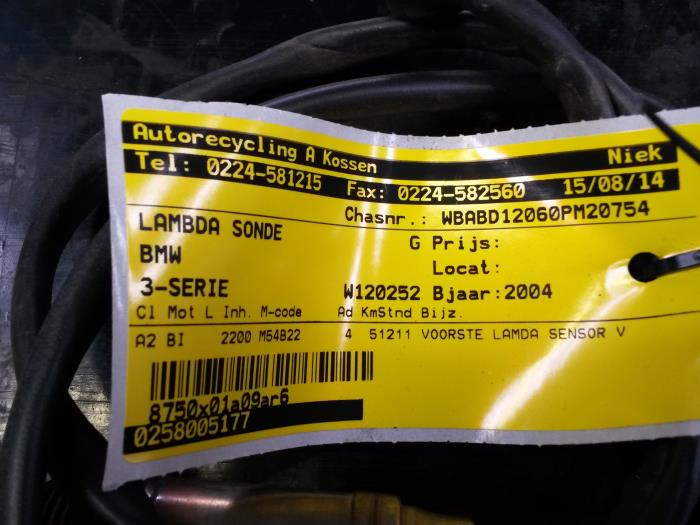 Autorecycling A Kossen Niek
Tel: 0224-581215 Fax: 0224-582560 15/08/14
Chasnr.: WBABD12060PM20754
LAMBDA SONDE G Prijs:
BMW Locat:
3-SERIE W120252 Bjaar:2004
Cl Mot L Inh. M-code Ad KmStnd Bijz.
A2 BI 2200 M54B22 4 51211 VOORSTE LAMDA SENSOR V
8750x01a09ar6
0258005177